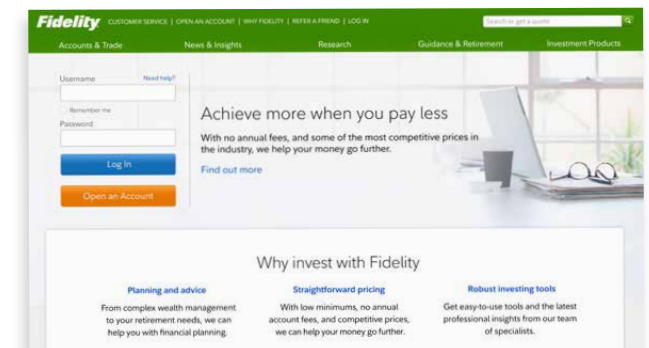 Fidelity CUSTOMER SERVICE | OPEN AN ACCOUNT | WHY FIDELITY | REFER A FRIEND | LOG IN Search or get a quote
Accounts & Trade News & Insights Research Guidance & Retirement Investment Products
Username Need help?
Remember me
Password
Log In
Open an Account
Achieve more when you pay less
With no annual fees, and some of the most competitive prices in
the industry, we help your money go further.
Find out more
Why invest with Fidelity
Planning and advice
From complex wealth management
to your retirement needs, we can
help you with financial planning.
Straightforward pricing
With low minimums, no annual
account fees, and competitive prices,
we can help your money go further.
Robust investing tools
Get easy-to-use tools and the latest
professional insights from our team
of specialists.